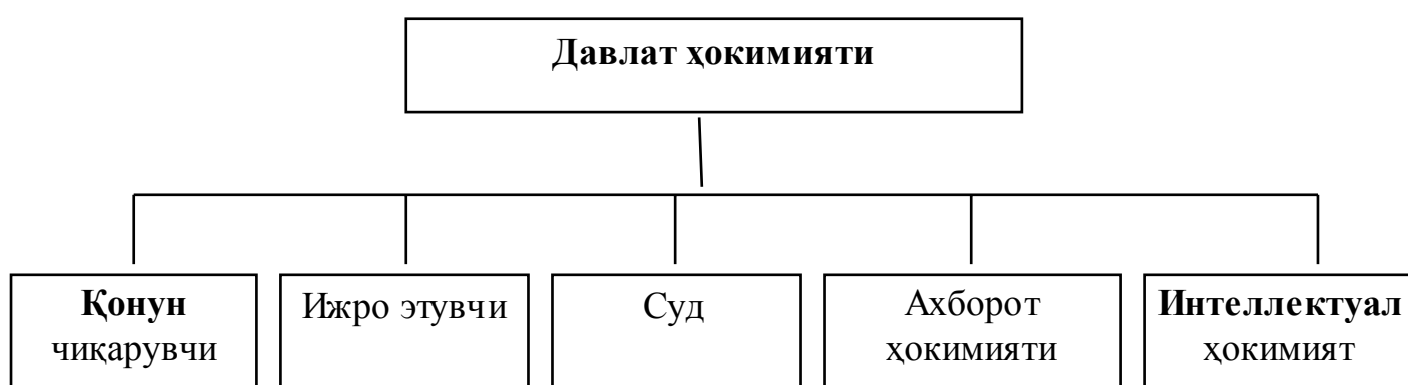 Давлат ҳокимияти
Қонун
чиқарувчи
Ижро этувчи
Суд
Ахборот
ҳокимияти
Интеллектуал
ҳокимият